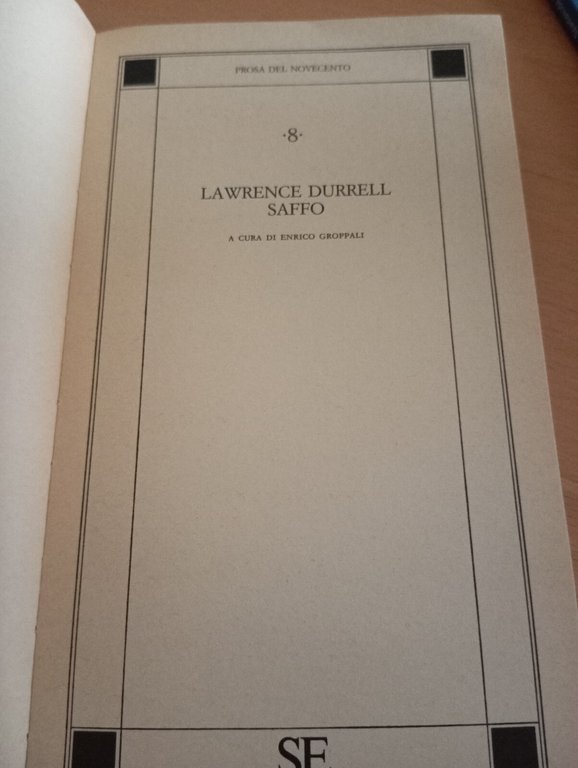 PROSA DEL NOVECENTO
·8·
LAWRENCE DURRELL
SAFFO
A CURA DI ENRICO GROPPALI
SE